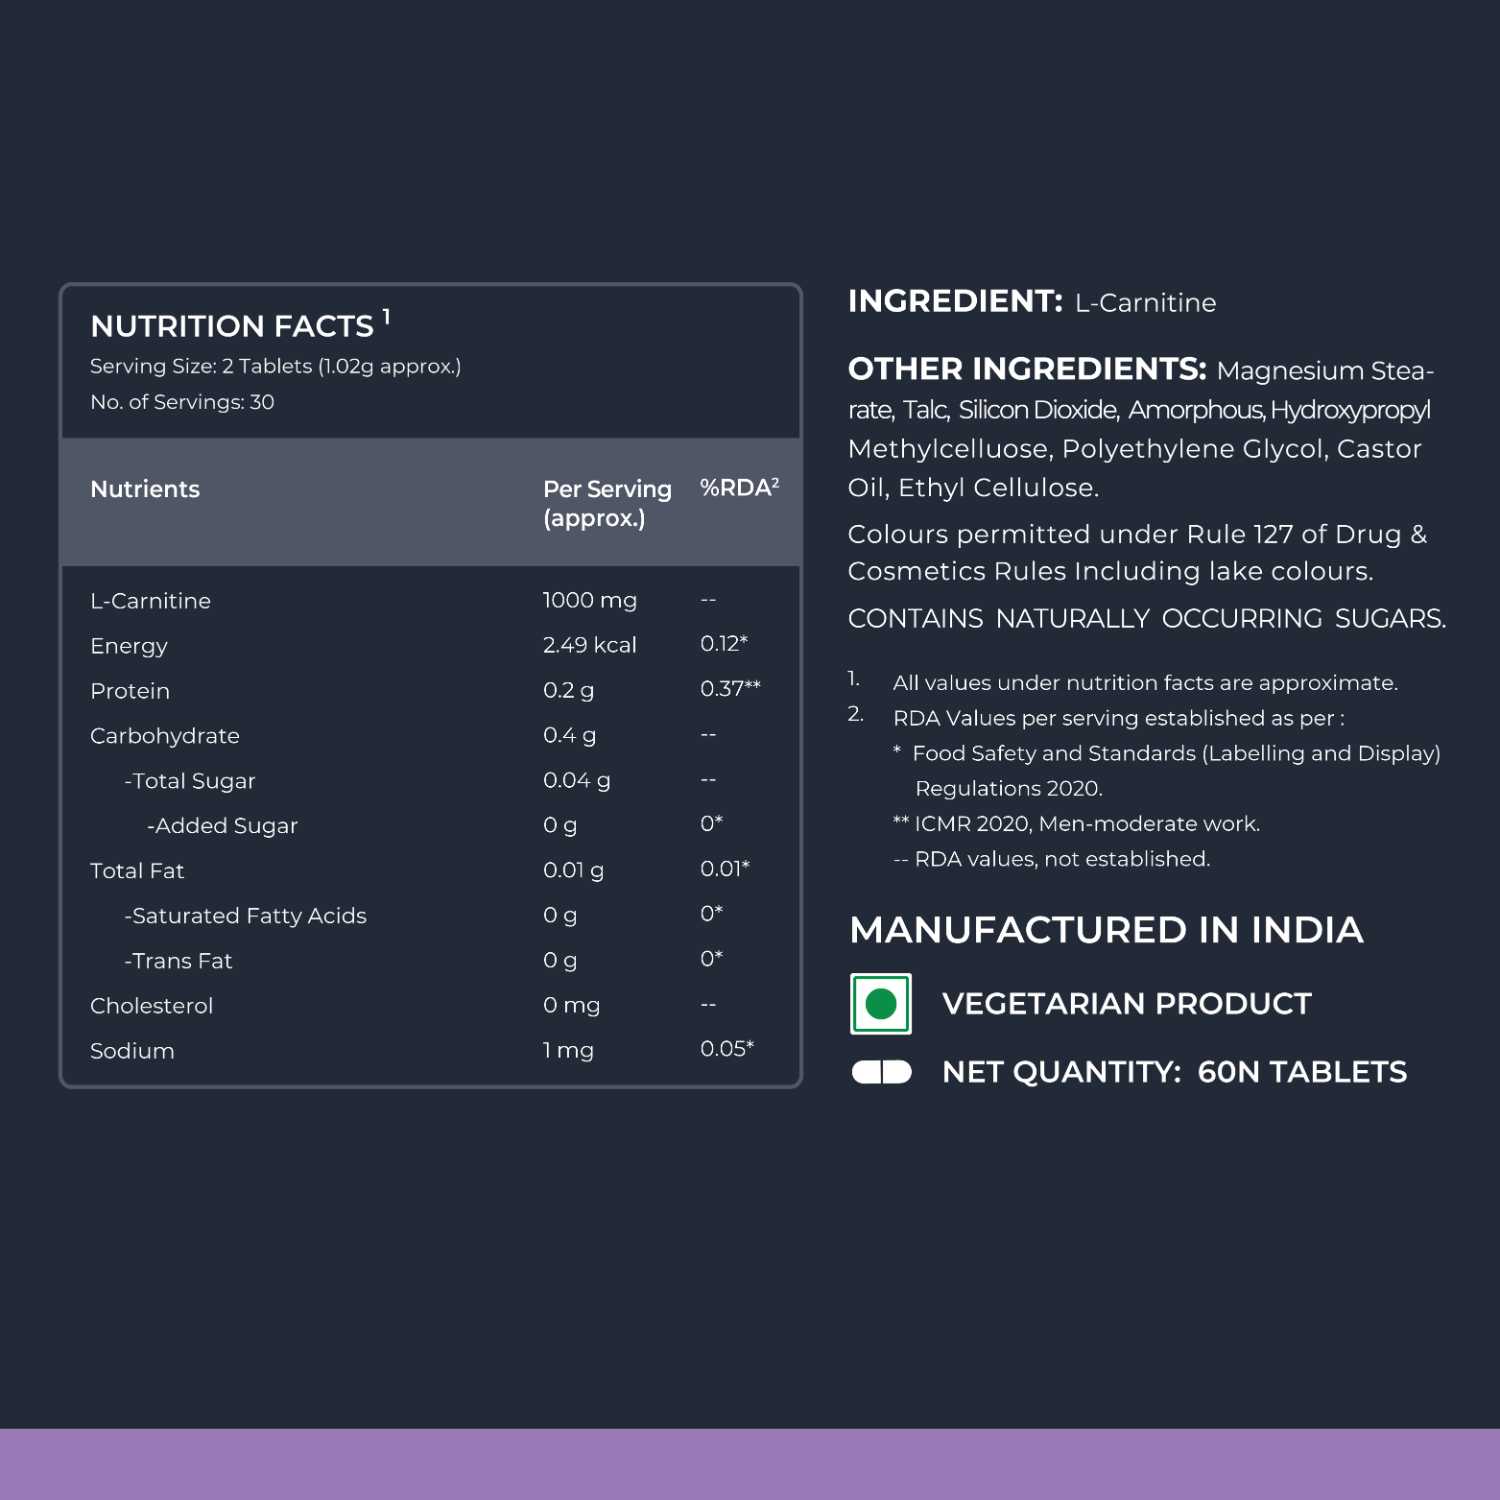 NUTRITION FACTS 1
Serving Size: 2 Tablets (1.02g approx.)
No. of Servings: 30
Nutrients Per Serving (approx.) %RDA2
L-Carnitine 1000 mg --
Energy 2.49 kcal 0.12*
Protein 0.2 g 0.37**
Carbohydrate 0.4 g --
-Total Sugar 0.04 g --
-Added Sugar 0 g 0*
Total Fat 0.01 g 0.01*
-Saturated Fatty Acids 0 g 0*
-Trans Fat 0 g 0*
Cholesterol 0 mg --
Sodium 1 mg 0.05*
INGREDIENT: L-Carnitine
OTHER INGREDIENTS: Magnesium Stea-
rate, Talc, Silicon Dioxide, Amorphous, Hydroxypropyl
Methylcelluose, Polyethylene Glycol, Castor
Oil, Ethyl Cellulose.
Colours permitted under Rule 127 of Drug &
Cosmetics Rules Including lake colours.
CONTAINS NATURALLY OCCURRING SUGARS.
1. All values under nutrition facts are approximate.
2. RDA Values per serving established as per :
* Food Safety and Standards (Labelling and Display)
Regulations 2020.
** ICMR 2020, Men-moderate work.
-- RDA values, not established.
MANUFACTURED IN INDIA
VEGETARIAN PRODUCT
NET QUANTITY: 60N TABLETS